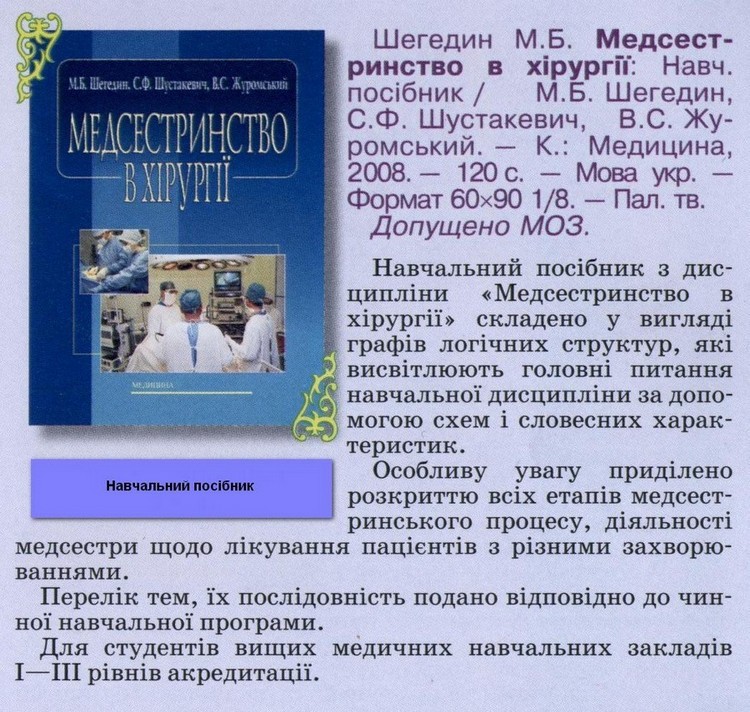 М.Б. Шегедин, С.Ф. Шустакевич, В.С. Журомський
МЕДСЕСТРИНСТВО
В ХІРУРГІЇ
МЕДИЦИНА
Навчальний посібник
Шегедин М.Б. Медсест-
ринство в хірургії: Навч.
посібник / М.Б. Шегедин,
С.Ф. Шустакевич, В.С. Жу-
ромський. — К.: Медицина,
2008. — 120 с. — Мова укр. —
Формат 60×90 1/8. — Пал. тв.
Допущено МОЗ.
Навчальний посібник з дис-
ципліни «Медсестринство в
хірургії» складено у вигляді
графів логічних структур, які
висвітлюють головні питання
навчальної дисципліни за допо-
могою схем і словесних харак-
теристик.
Особливу увагу приділено
розкриттю всіх етапів медсест-
ринського процесу, діяльності
медсестри щодо лікування пацієнтів з різними захворю-
ваннями.
Перелік тем, їх послідовність подано відповідно до чин-
ної навчальної програми.
Для студентів вищих медичних навчальних закладів
І—ІІІ рівнів акредитації.